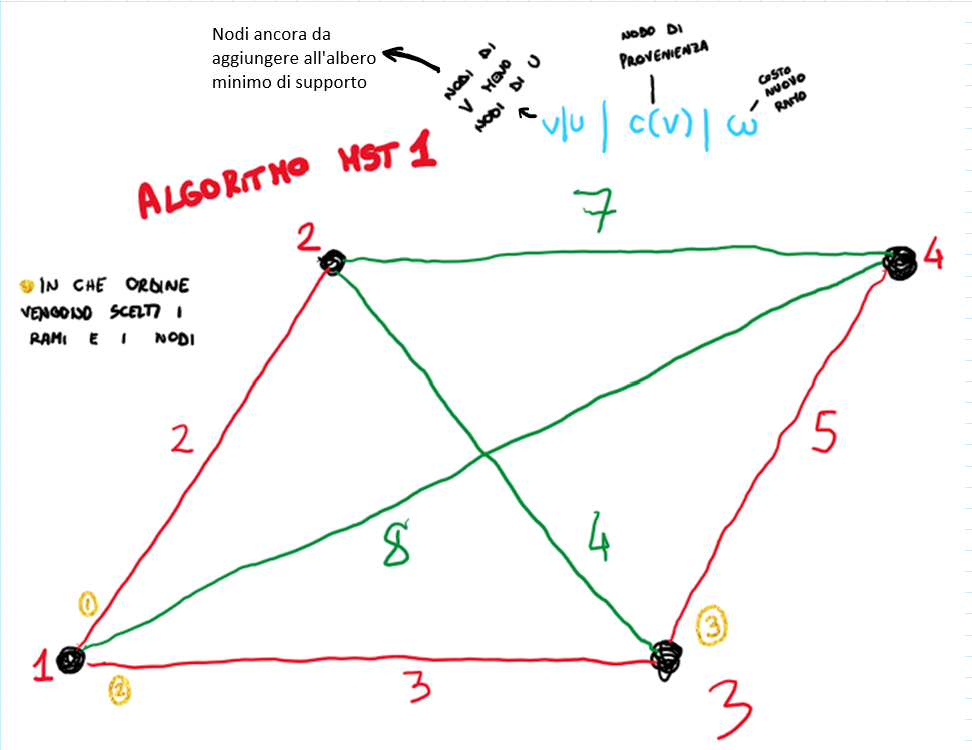 Nodi ancora da
aggiungere all'albero
minimo di supporto
NODI DI
V MENO
NODI DI U
NODO DI
PROVENIENZA
COSTO
NUOVO
RAMO
V|U | C(V) | ω
ALGORITMO MST 1
7
2
4
IN CHE ORDINE
VENGONO SCELTI I
RAMI E I NODI
2
5
8
4
1
3
1
2
3
3